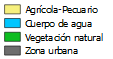 Agrícola-Pecuario
Cuerpo de agua
Vegetación natural
Zona urbana